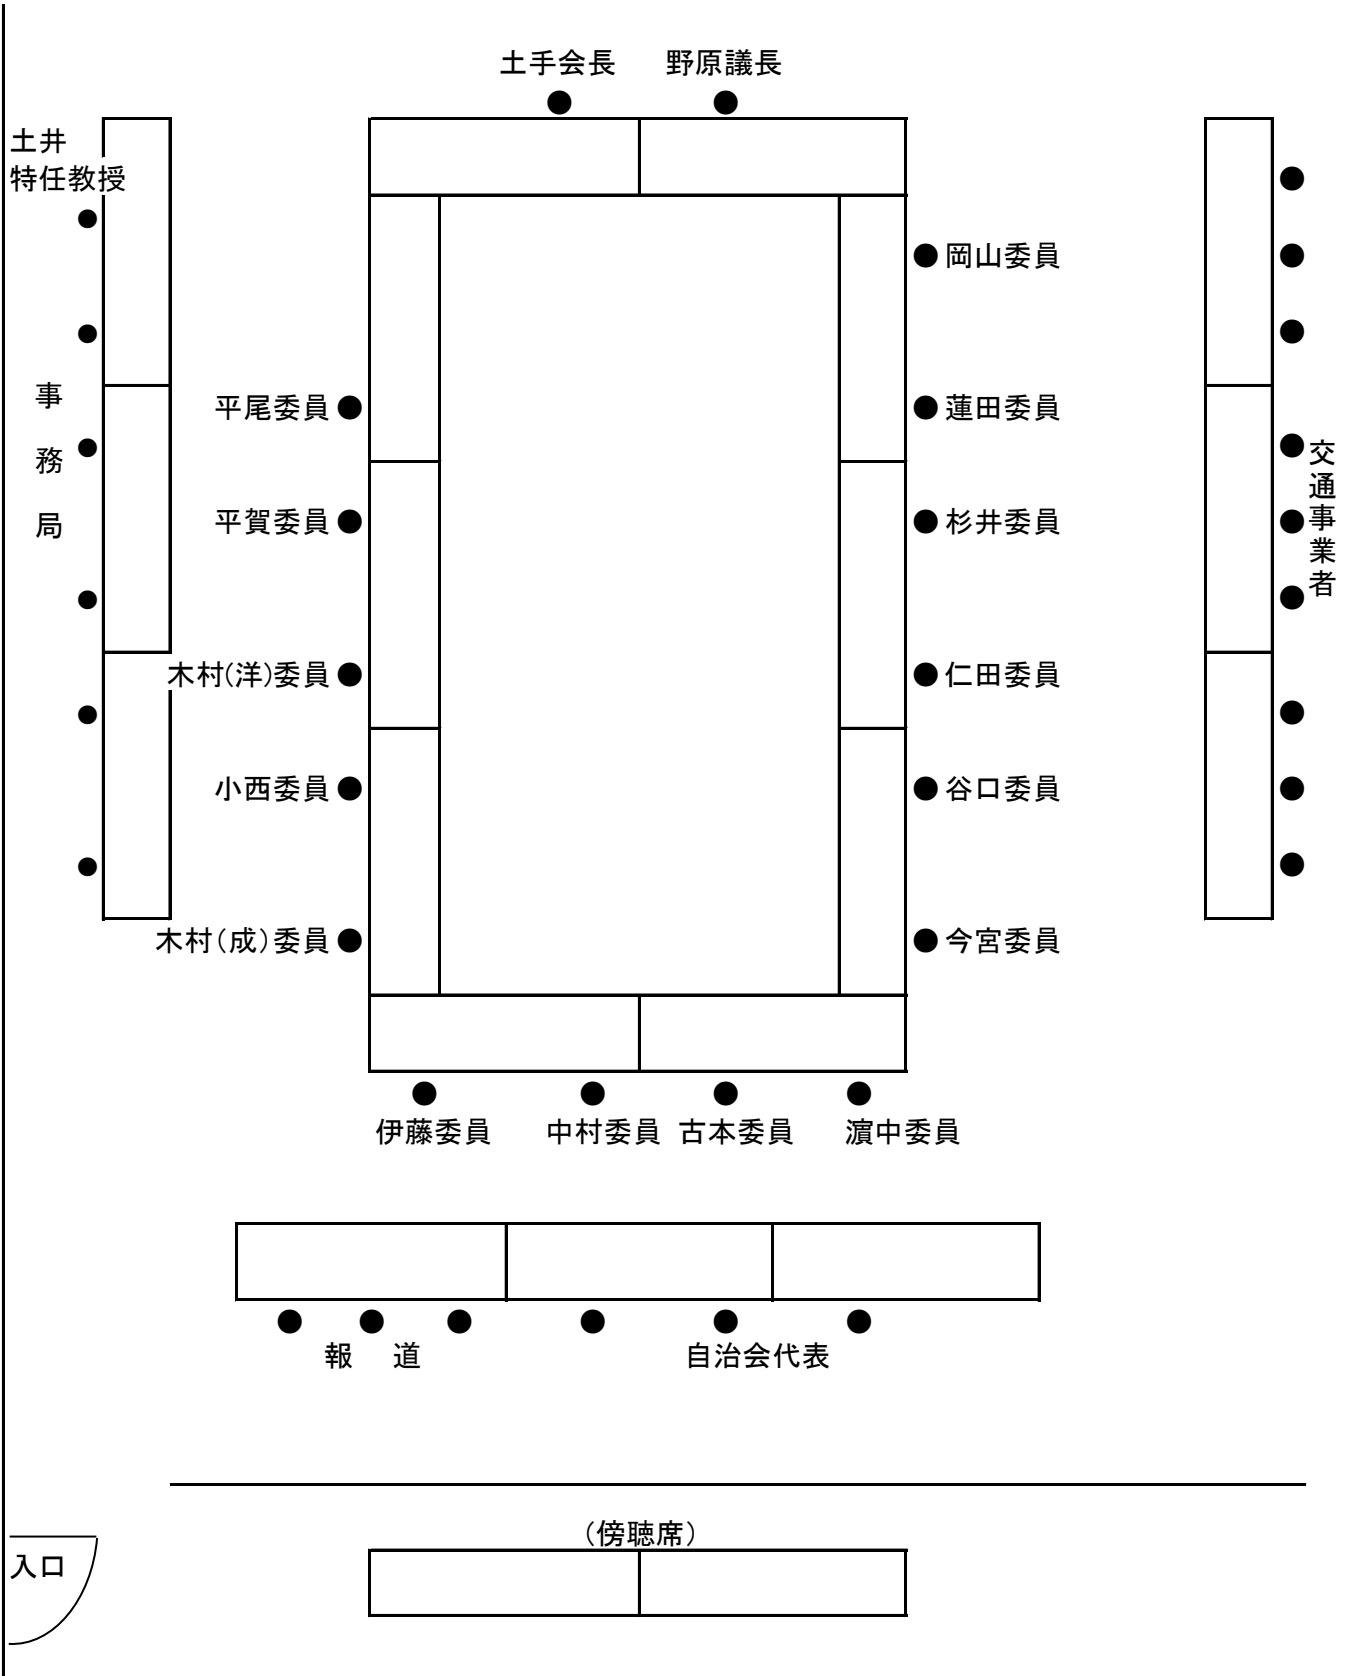 土手会長
野原議長
土井
特任教授
岡山委員
事務局
平尾委員
蓮田委員
交通事業者
平賀委員
杉井委員
木村(洋)委員
仁田委員
小西委員
谷口委員
木村(成)委員
今宮委員
伊藤委員
中村委員
古本委員
濵中委員
報 道
自治会代表
(傍聴席)
入口